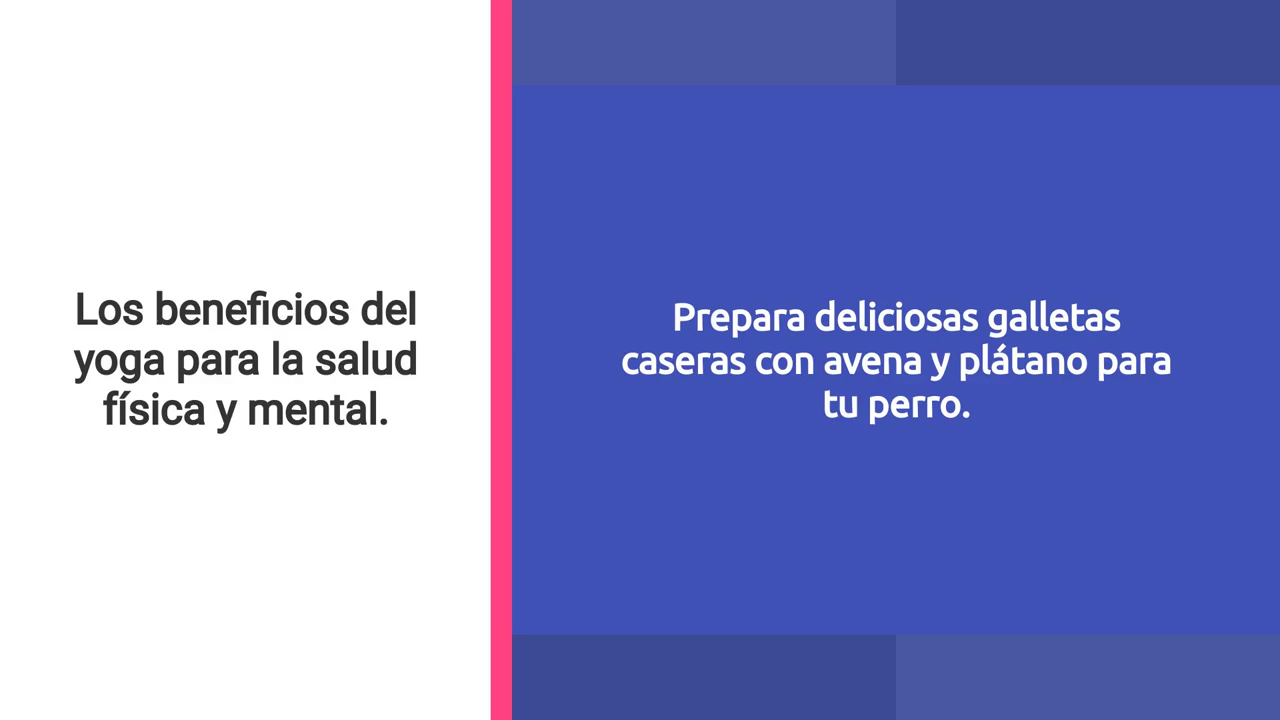 Los beneficios del
yoga para la salud
física y mental.
Prepara deliciosas galletas
caseras con avena y plátano para
tu perro.